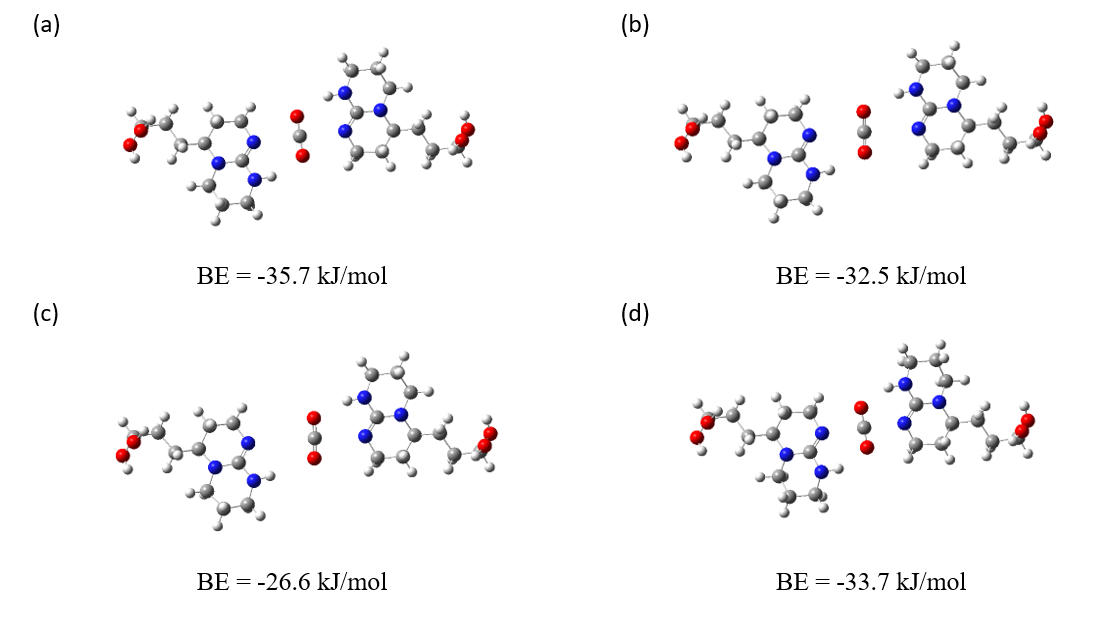 (a)
(b)
BE = -35.7 kJ/mol
BE = -32.5 kJ/mol
(c)
(d)
BE = -26.6 kJ/mol
BE = -33.7 kJ/mol